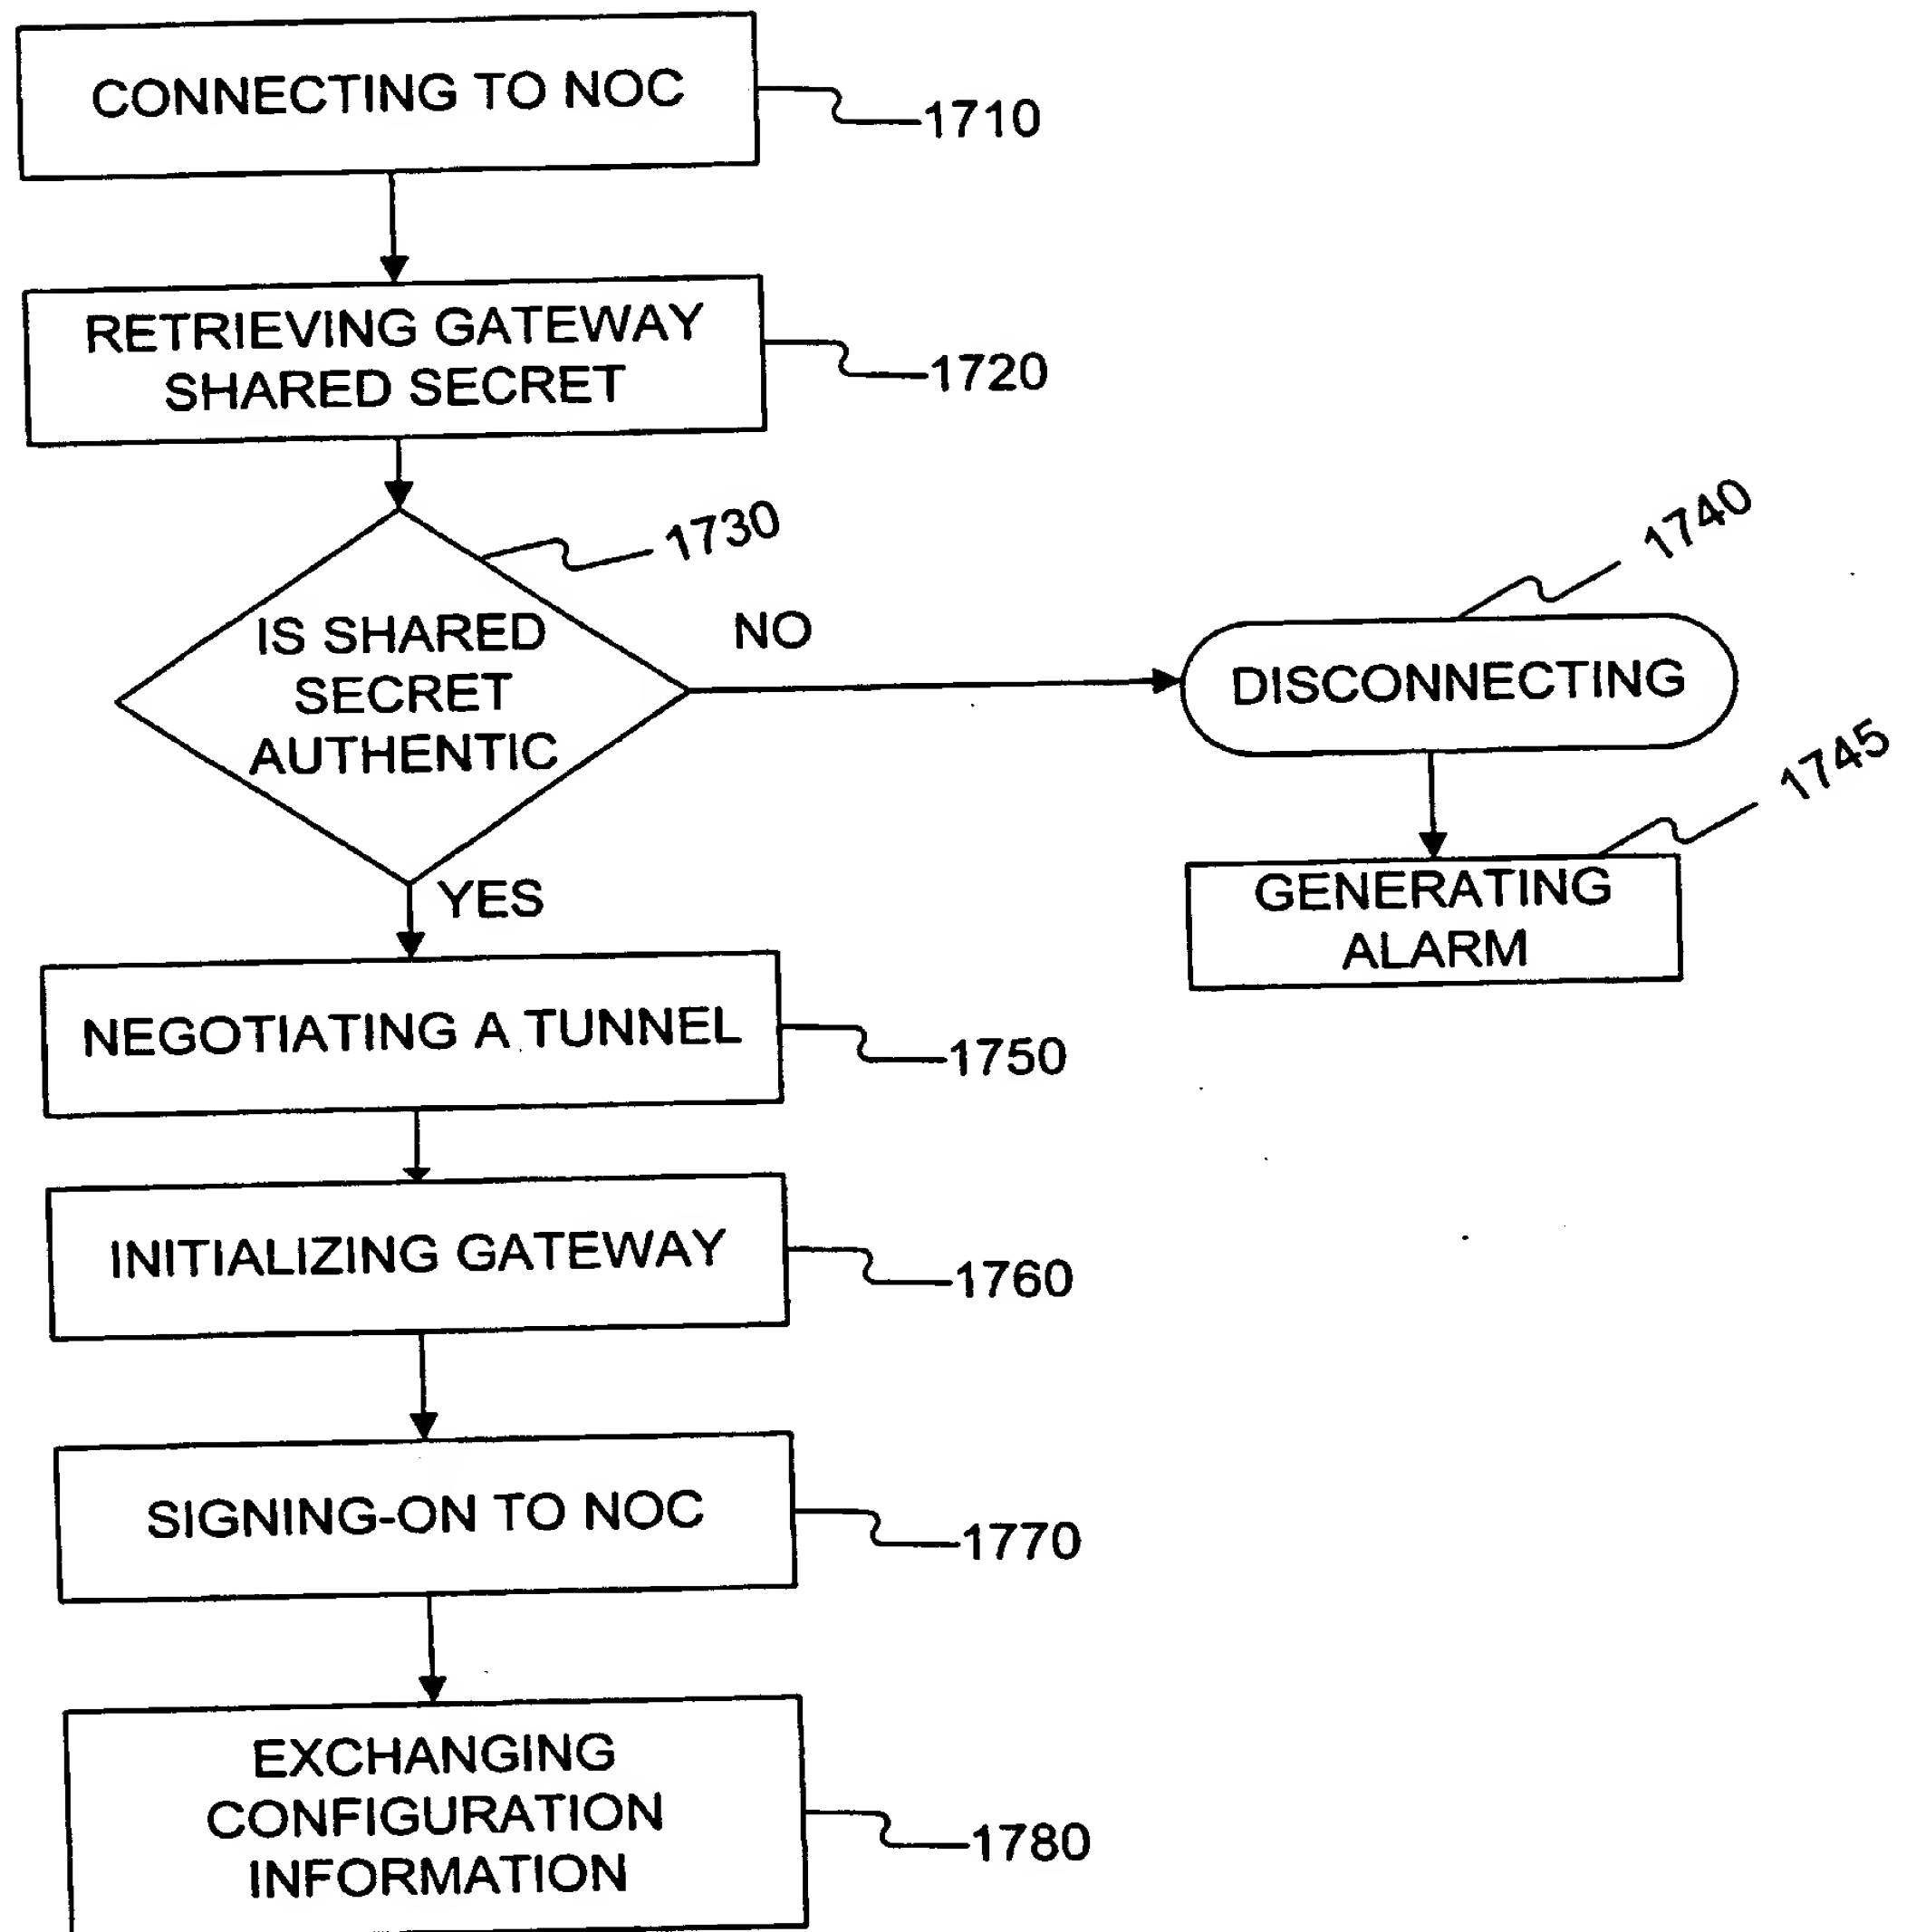 CONNECTING TO NOC
1710
RETRIEVING GATEWAY
SHARED SECRET
1720
1730
IS SHARED
SECRET
AUTHENTIC
NO
1740
DISCONNECTING
1745
GENERATING
ALARM
YES
NEGOTIATING A TUNNEL
1750
INITIALIZING GATEWAY
1760
SIGNING-ON TO NOC
1770
EXCHANGING
CONFIGURATION
INFORMATION
1780